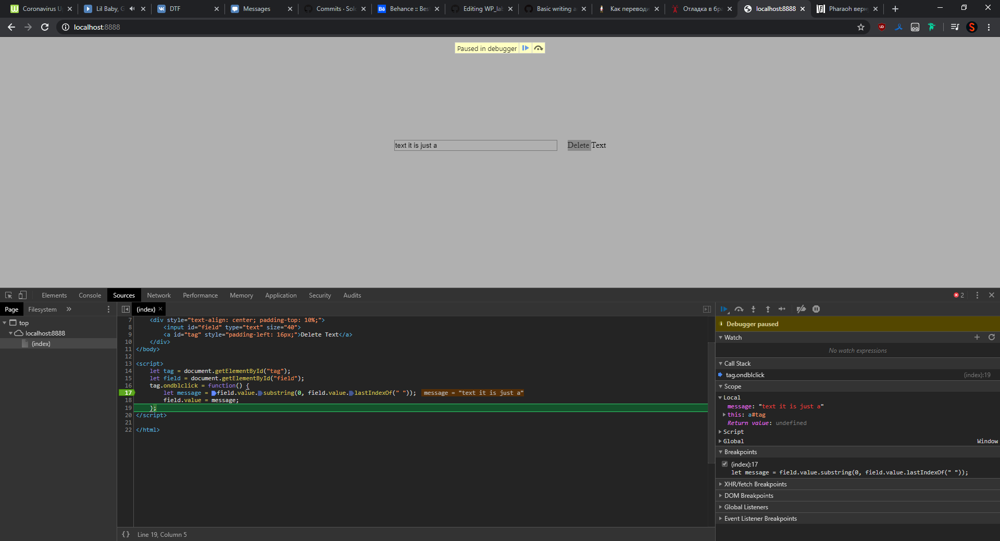 Coronavirus U
Lil Baby, G
DTF
Messages
Commits · Solo
Behance :: Bes
Editing WP_lab
Basic writing a
Как переводи
Отладка в бра
localhost:8888
Pharaoh верн
localhost:8888
Paused in debugger
text it is just a
Delete Text
Elements
Console
Sources
Network
Performance
Memory
Application
Security
Audits
2
Page
Filesystem
(index)
top
localhost:8888
(index)
7 <div style="text-align: center; padding-top: 10%;">
8 <input id="field" type="text" size="40">
9 <a id="tag" style="padding-left: 16px;">Delete Text</a>
10 </div>
11 </body>
12
13 <script>
14 let tag = document.getElementById("tag");
15 let field = document.getElementById("field");
16 tag.ondblclick = function() {
17 let message = field.value.substring(0, field.value.lastIndexOf(" ")); message = "text it is just a"
18 field.value = message;
19 };
20 </script>
21
22 </html>
{} Line 19, Column 5
Debugger paused
Watch
No watch expressions
Call Stack
tag.ondblclick (index):19
Scope
Local
message: "text it is just a"
this: a#tag
Return value: undefined
Script
Global Window
Breakpoints
(index):17
let message = field.value.substring(0, field.value.lastIndexOf(" "));
XHR/fetch Breakpoints
DOM Breakpoints
Global Listeners
Event Listener Breakpoints